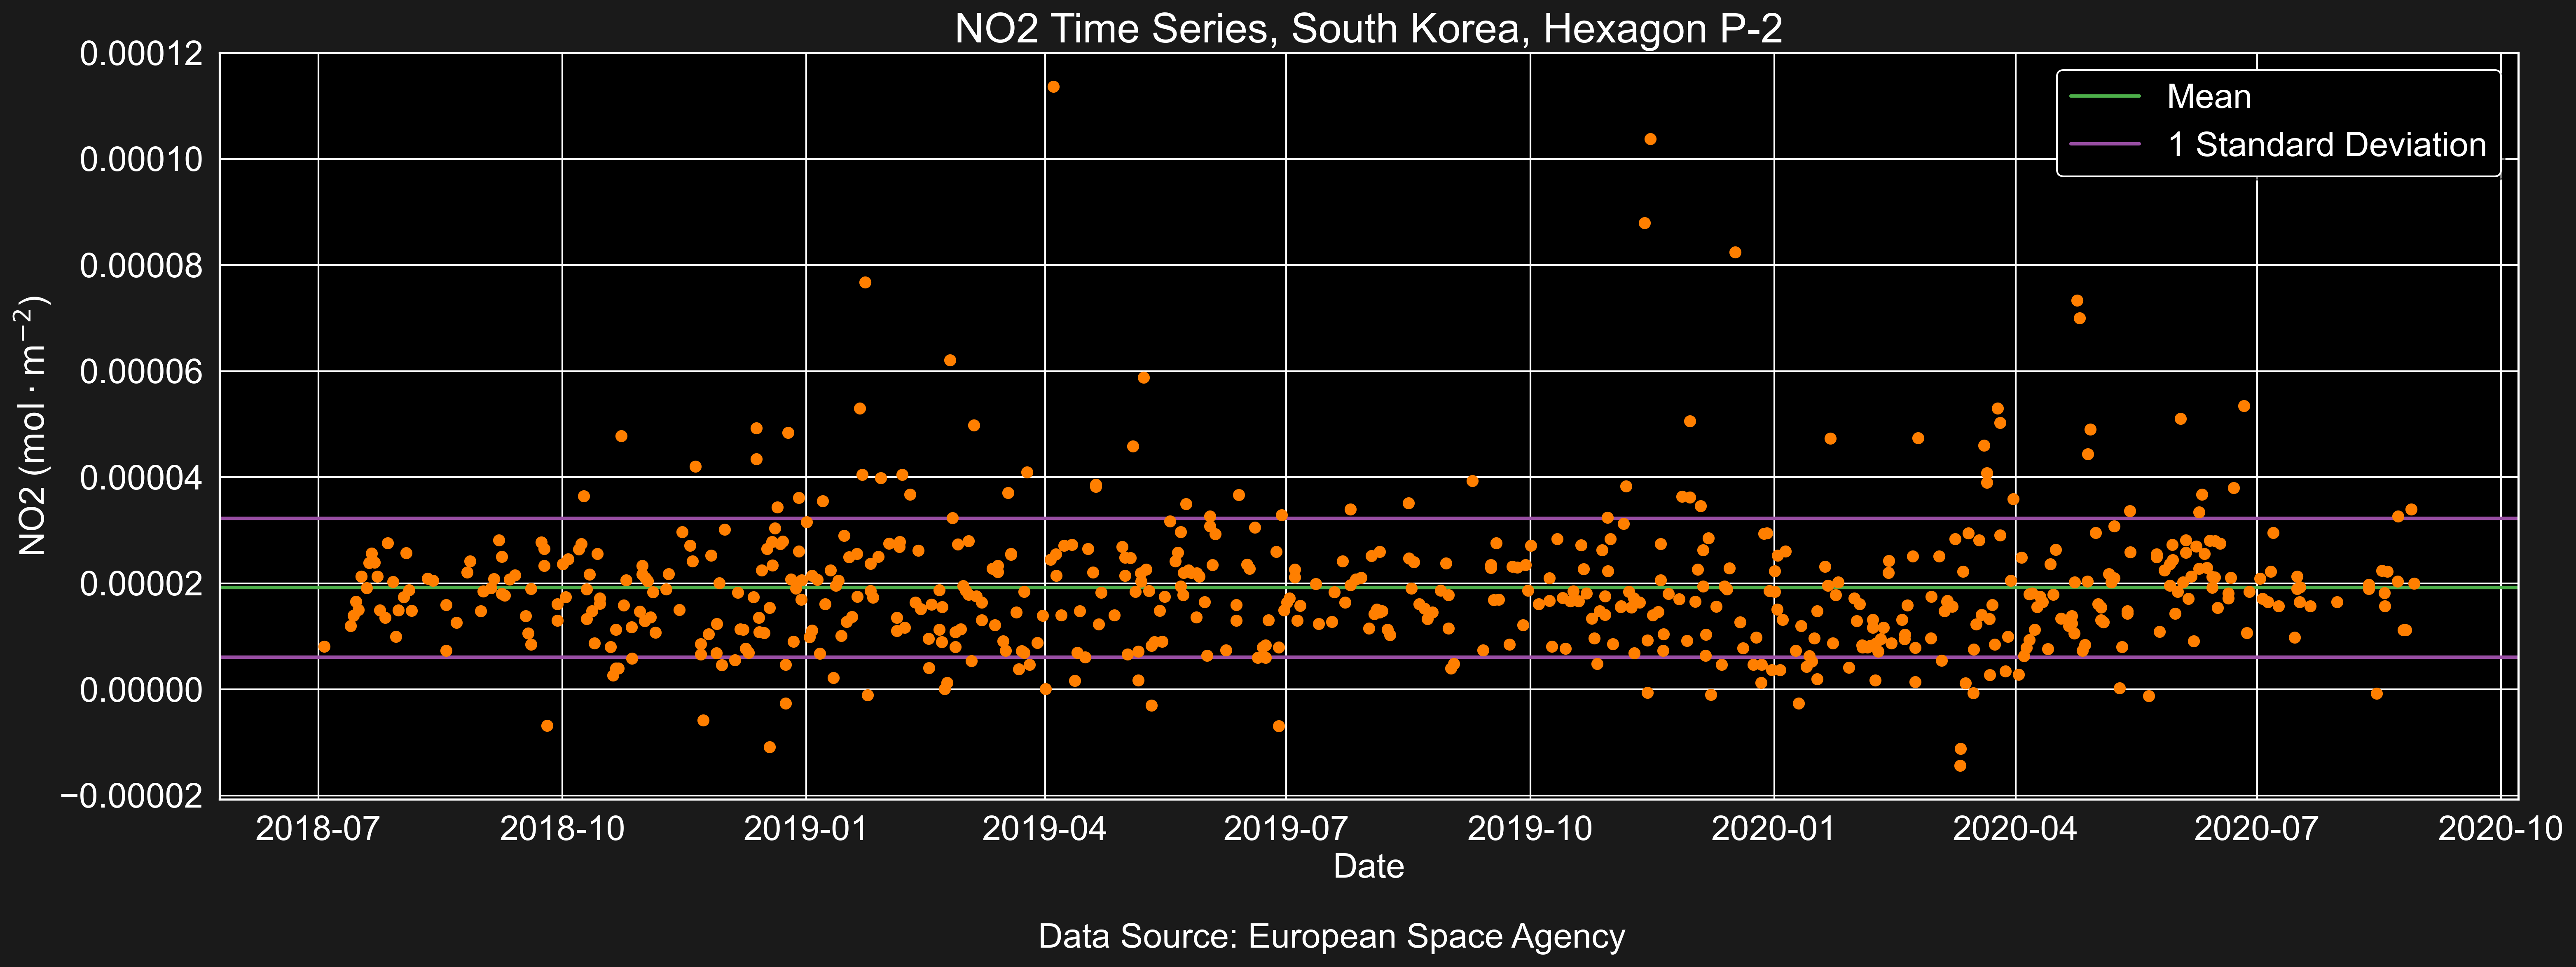 NO2 Time Series, South Korea, Hexagon P-2
0.00012
0.00010
0.00008
0.00006
0.00004
0.00002
0.00000
−0.00002
NO2 (mol · m⁻²)
Mean
1 Standard Deviation
2018-07 2018-10 2019-01 2019-04 2019-07 2019-10 2020-01 2020-04 2020-07 2020-10
Date
Data Source: European Space Agency